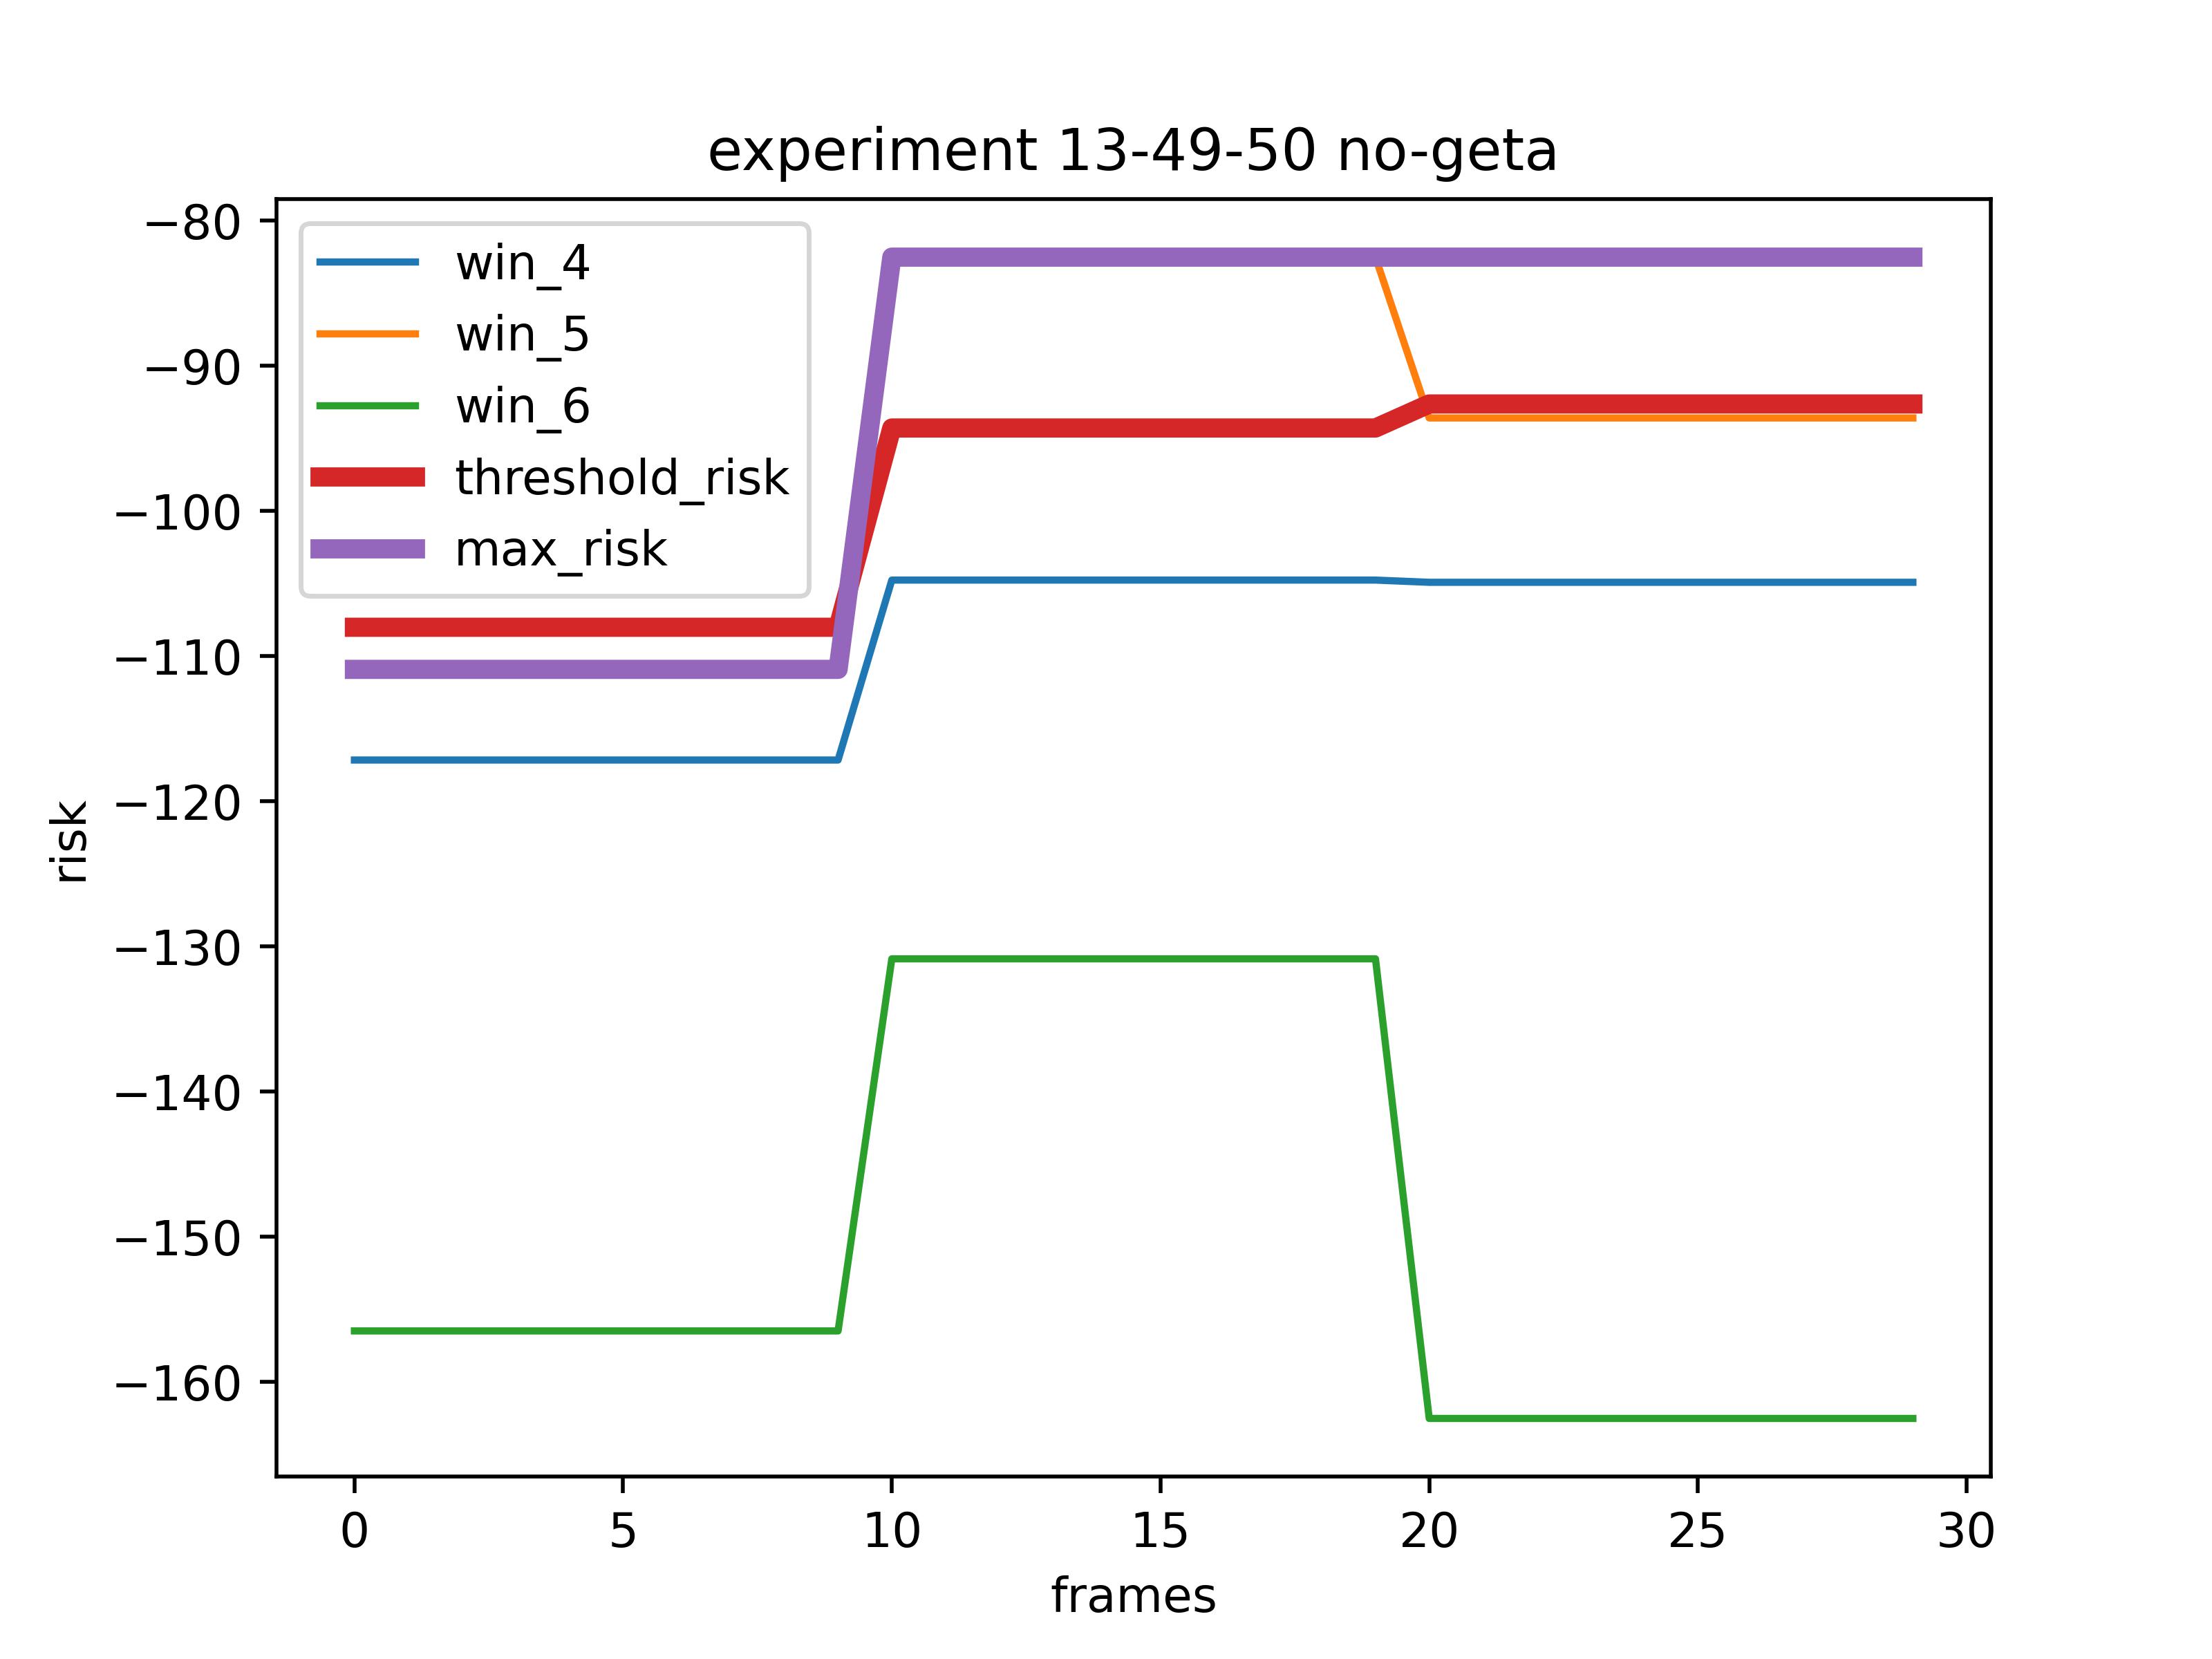 experiment 13-49-50 no-geta
−80
−90
−100
−110
−120
−130
−140
−150
−160
risk
win_4
win_5
win_6
threshold_risk
max_risk
0 5 10 15 20 25 30
frames